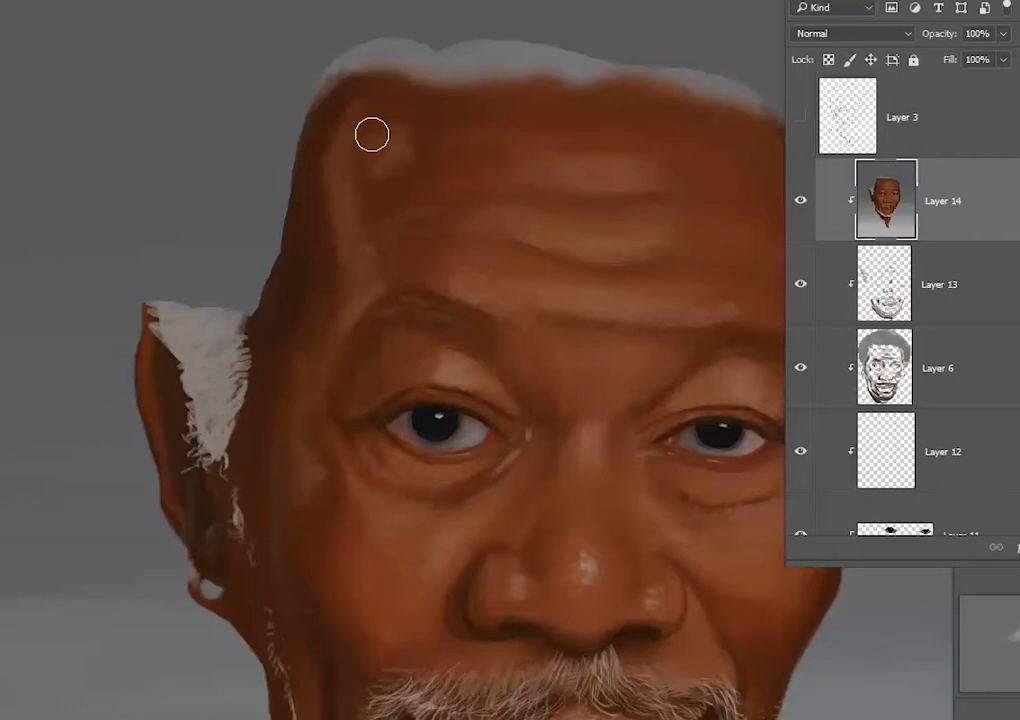 Kind
Normal Opacity: 100%
Lock: Fill: 100%
Layer 3
Layer 14
Layer 13
Layer 6
Layer 12